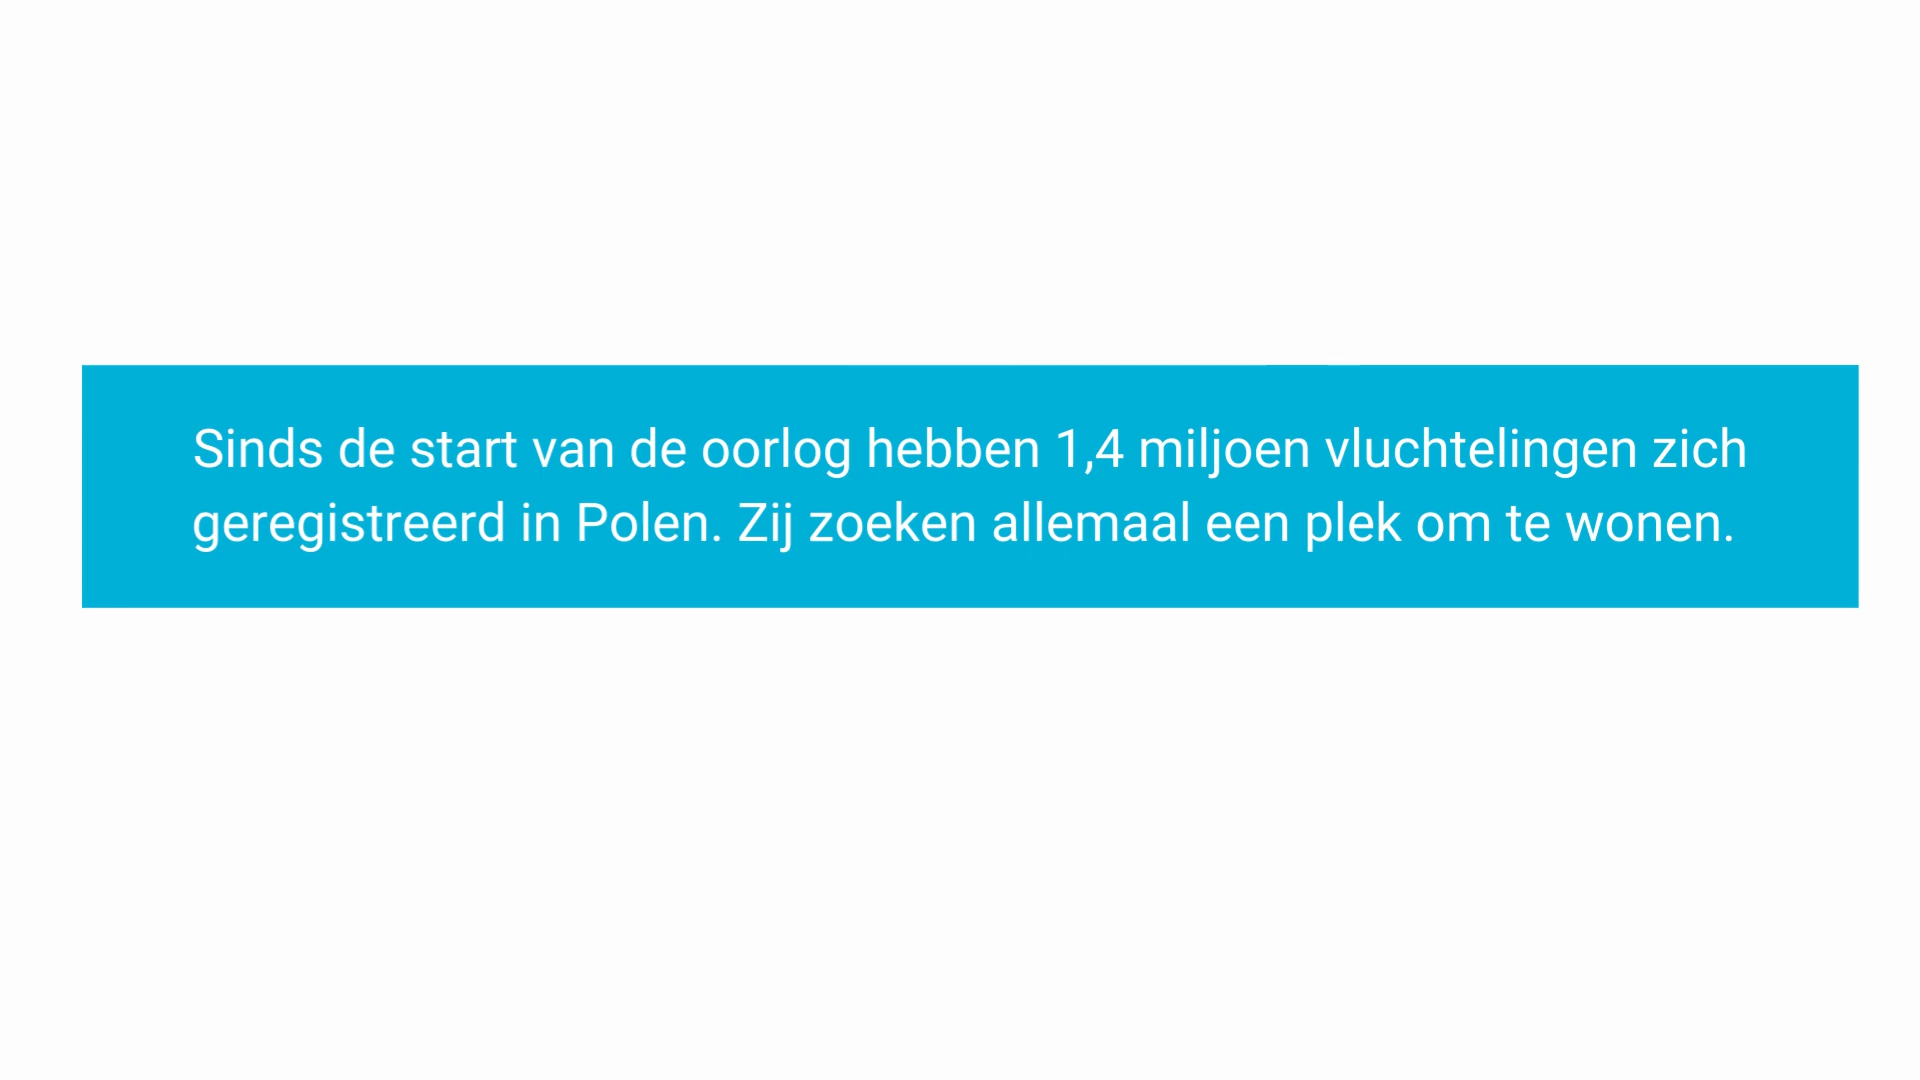 Sinds de start van de oorlog hebben 1,4 miljoen vluchtelingen zich
geregistreerd in Polen. Zij zoeken allemaal een plek om te wonen.